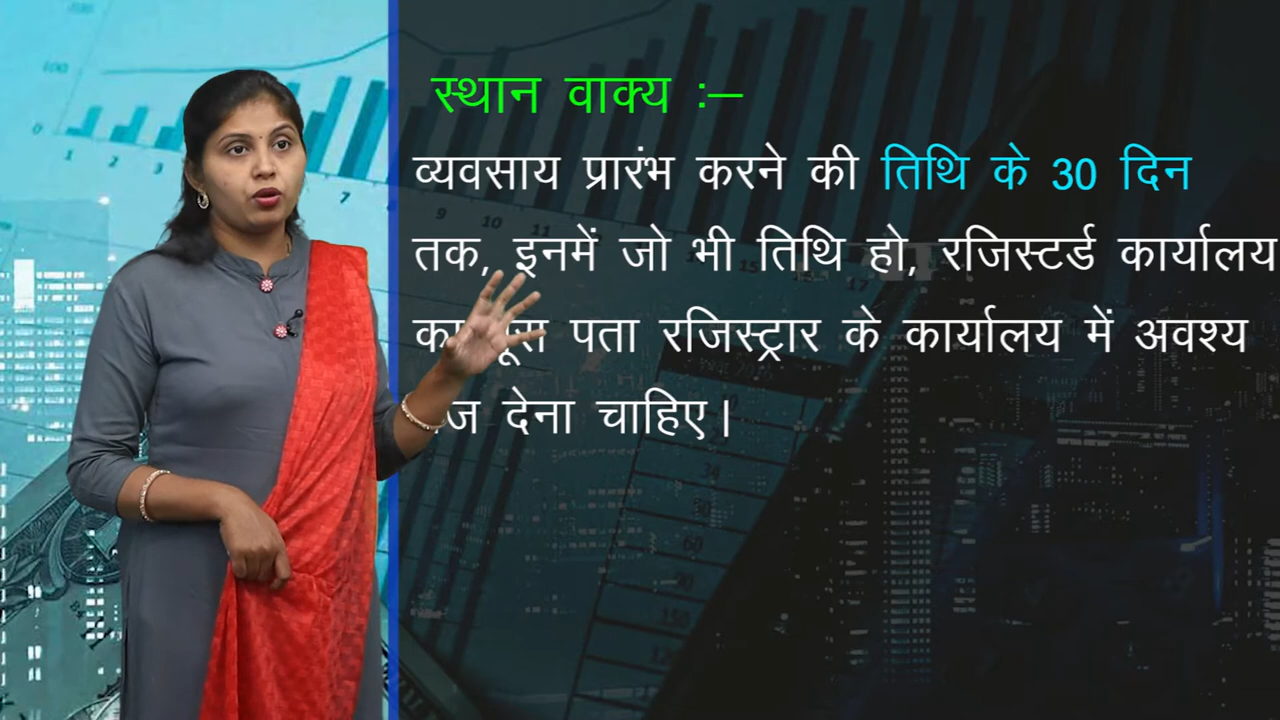 स्थान वाक्य :—
व्यवसाय प्रारंभ करने की तिथि के 30 दिन
तक, इनमें जो भी तिथि हो, रजिस्टर्ड कार्यालय
पता रजिस्ट्रार के कार्यालय में अवश्य
देना चाहिए।